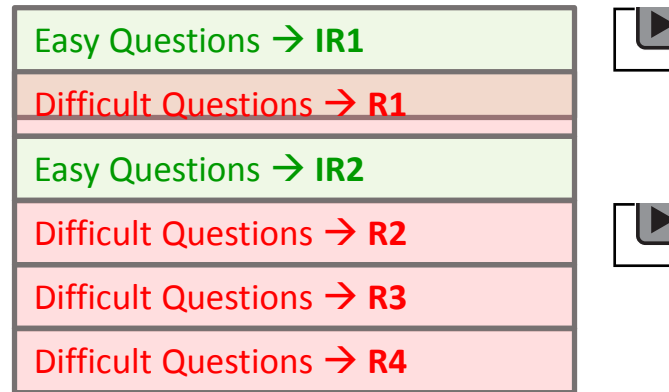 Easy Questions → IR1
Difficult Questions → R1
Easy Questions → IR2
Difficult Questions → R2
Difficult Questions → R3
Difficult Questions → R4